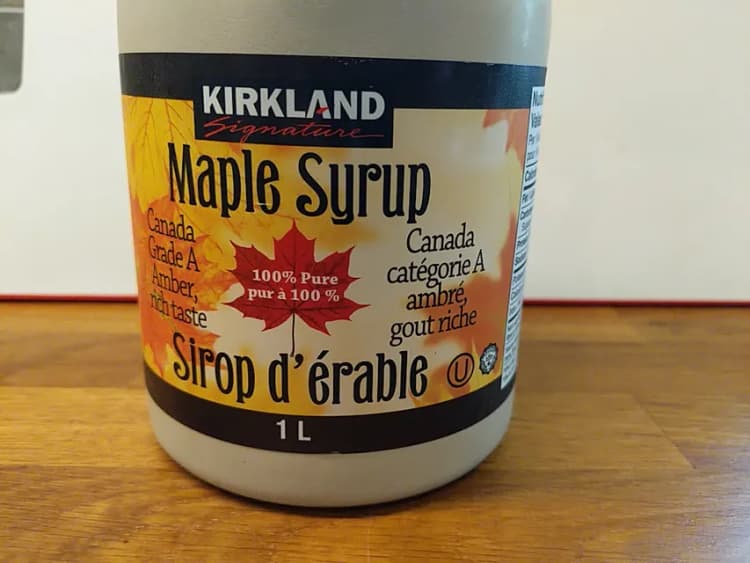 KIRKLAND
Signature
Maple Syrup
Canada
Grade A
Amber,
rich taste
100% Pure
pur à 100 %
Canada
catégorie A
ambré,
gout riche
Sirop d'érable
U
1 L